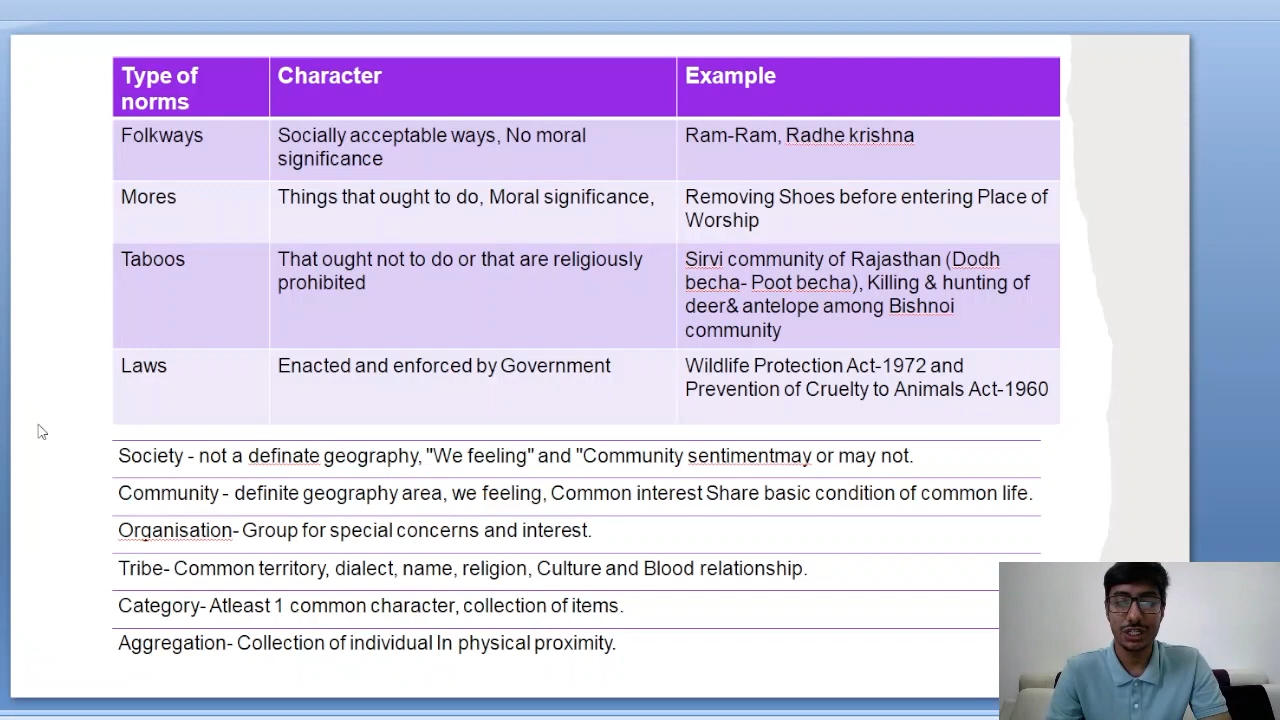 Type of norms
Character
Example
Folkways
Socially acceptable ways, No moral significance
Ram-Ram, Radhe krishna
Mores
Things that ought to do, Moral significance,
Removing Shoes before entering Place of Worship
Taboos
That ought not to do or that are religiously prohibited
Sirvi community of Rajasthan (Dodh becha- Poot becha), Killing & hunting of deer& antelope among Bishnoi community
Laws
Enacted and enforced by Government
Wildlife Protection Act-1972 and Prevention of Cruelty to Animals Act-1960
Society - not a definate geography, "We feeling" and "Community sentimentmay or may not.
Community - definite geography area, we feeling, Common interest Share basic condition of common life.
Organisation- Group for special concerns and interest.
Tribe- Common territory, dialect, name, religion, Culture and Blood relationship.
Category- Atleast 1 common character, collection of items.
Aggregation- Collection of individual In physical proximity.